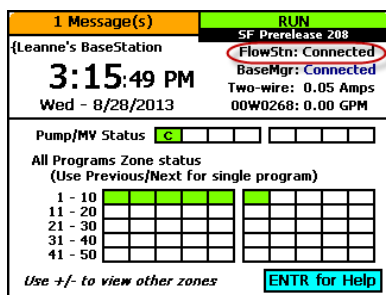 1 Message(s)
RUN
SF Prerelease 208
{Leanne's BaseStation
FlowStn: Connected
3:15:49 PM
BaseMgr: Connected
Two-wire: 0.05 Amps
Wed - 8/28/2013
00W0268: 0.00 GPM
Pump/MV Status C
All Programs Zone status
(Use Previous/Next for single program)
1 - 10
11 - 20
21 - 30
31 - 40
41 - 50
Use +/- to view other zones
ENTR for Help